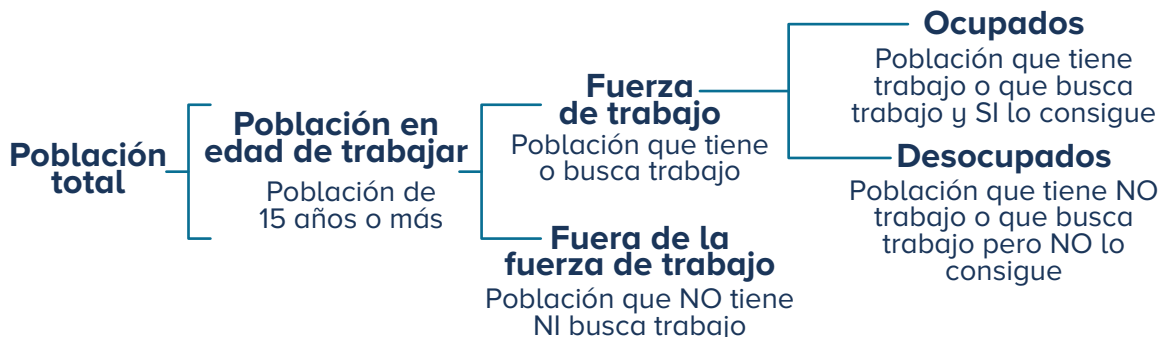 Población
total
Población en
edad de trabajar
Población de
15 años o más
Fuerza
de trabajo
Población que tiene
o busca trabajo
Fuera de la
fuerza de trabajo
Población que NO tiene
NI busca trabajo
Ocupados
Población que tiene
trabajo o que busca
trabajo y SI lo consigue
Desocupados
Población que tiene NO
trabajo o que busca
trabajo pero NO lo
consigue